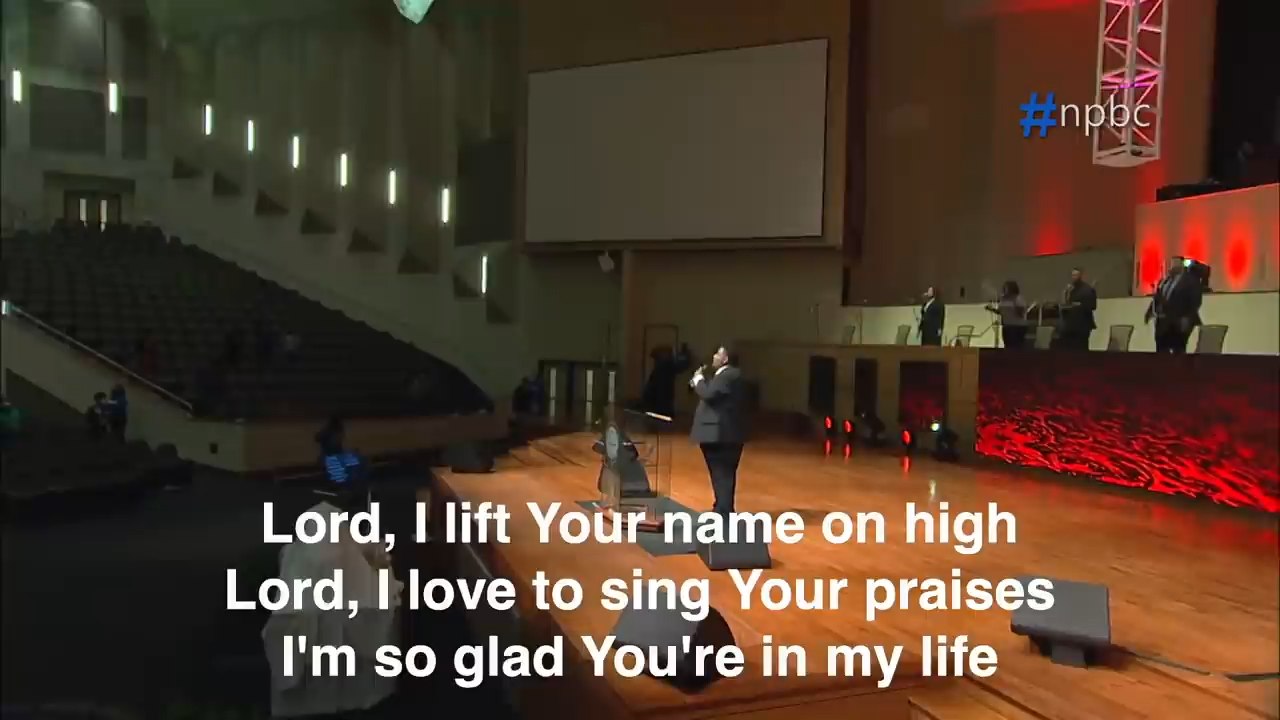 #npbc
Lord, I lift Your name on high
Lord, I love to sing Your praises
I'm so glad You're in my life